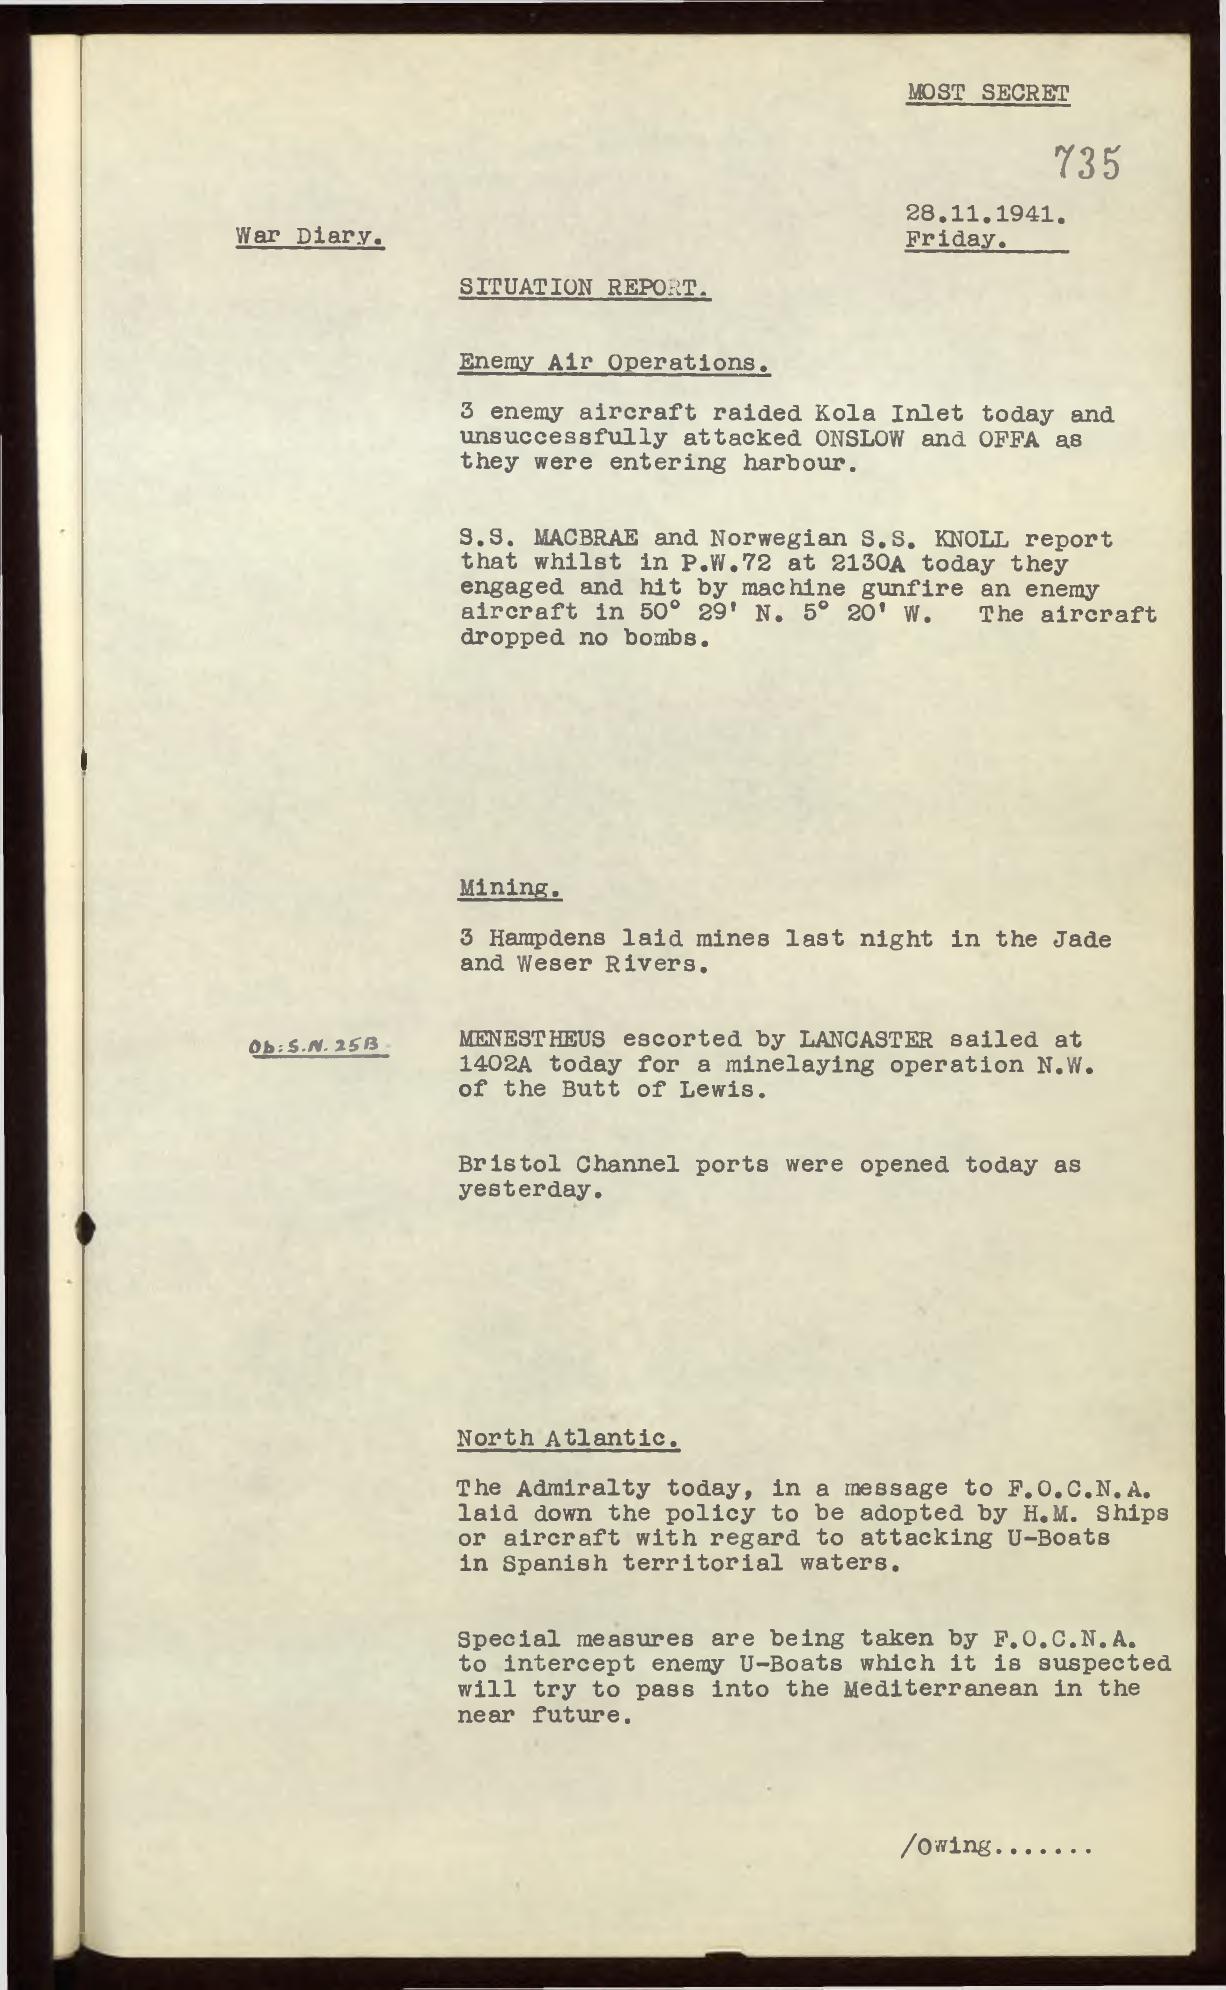 MOST SECRET
735
28.11.1941.
Friday.
War Diary.
SITUATION REPORT.
Enemy Air Operations.
3 enemy aircraft raided Kola Inlet today and
unsuccessfully attacked ONSLOW and OFFA as
they were entering harbour.
S.S. MACBRAE and Norwegian S.S. KNOLL report
that whilst in P.W.72 at 2130A today they
engaged and hit by machine gunfire an enemy
aircraft in 50° 29' N. 5° 20' W. The aircraft
dropped no bombs.
Mining.
3 Hampdens laid mines last night in the Jade
and Weser Rivers.
Ob: S.N. 25B
MENESTHEUS escorted by LANCASTER sailed at
1402A today for a minelaying operation N.W.
of the Butt of Lewis.
Bristol Channel ports were opened today as
yesterday.
North Atlantic.
The Admiralty today, in a message to F.O.C.N.A.
laid down the policy to be adopted by H.M. Ships
or aircraft with regard to attacking U-Boats
in Spanish territorial waters.
Special measures are being taken by F.O.C.N.A.
to intercept enemy U-Boats which it is suspected
will try to pass into the Mediterranean in the
near future.
/Owing.......